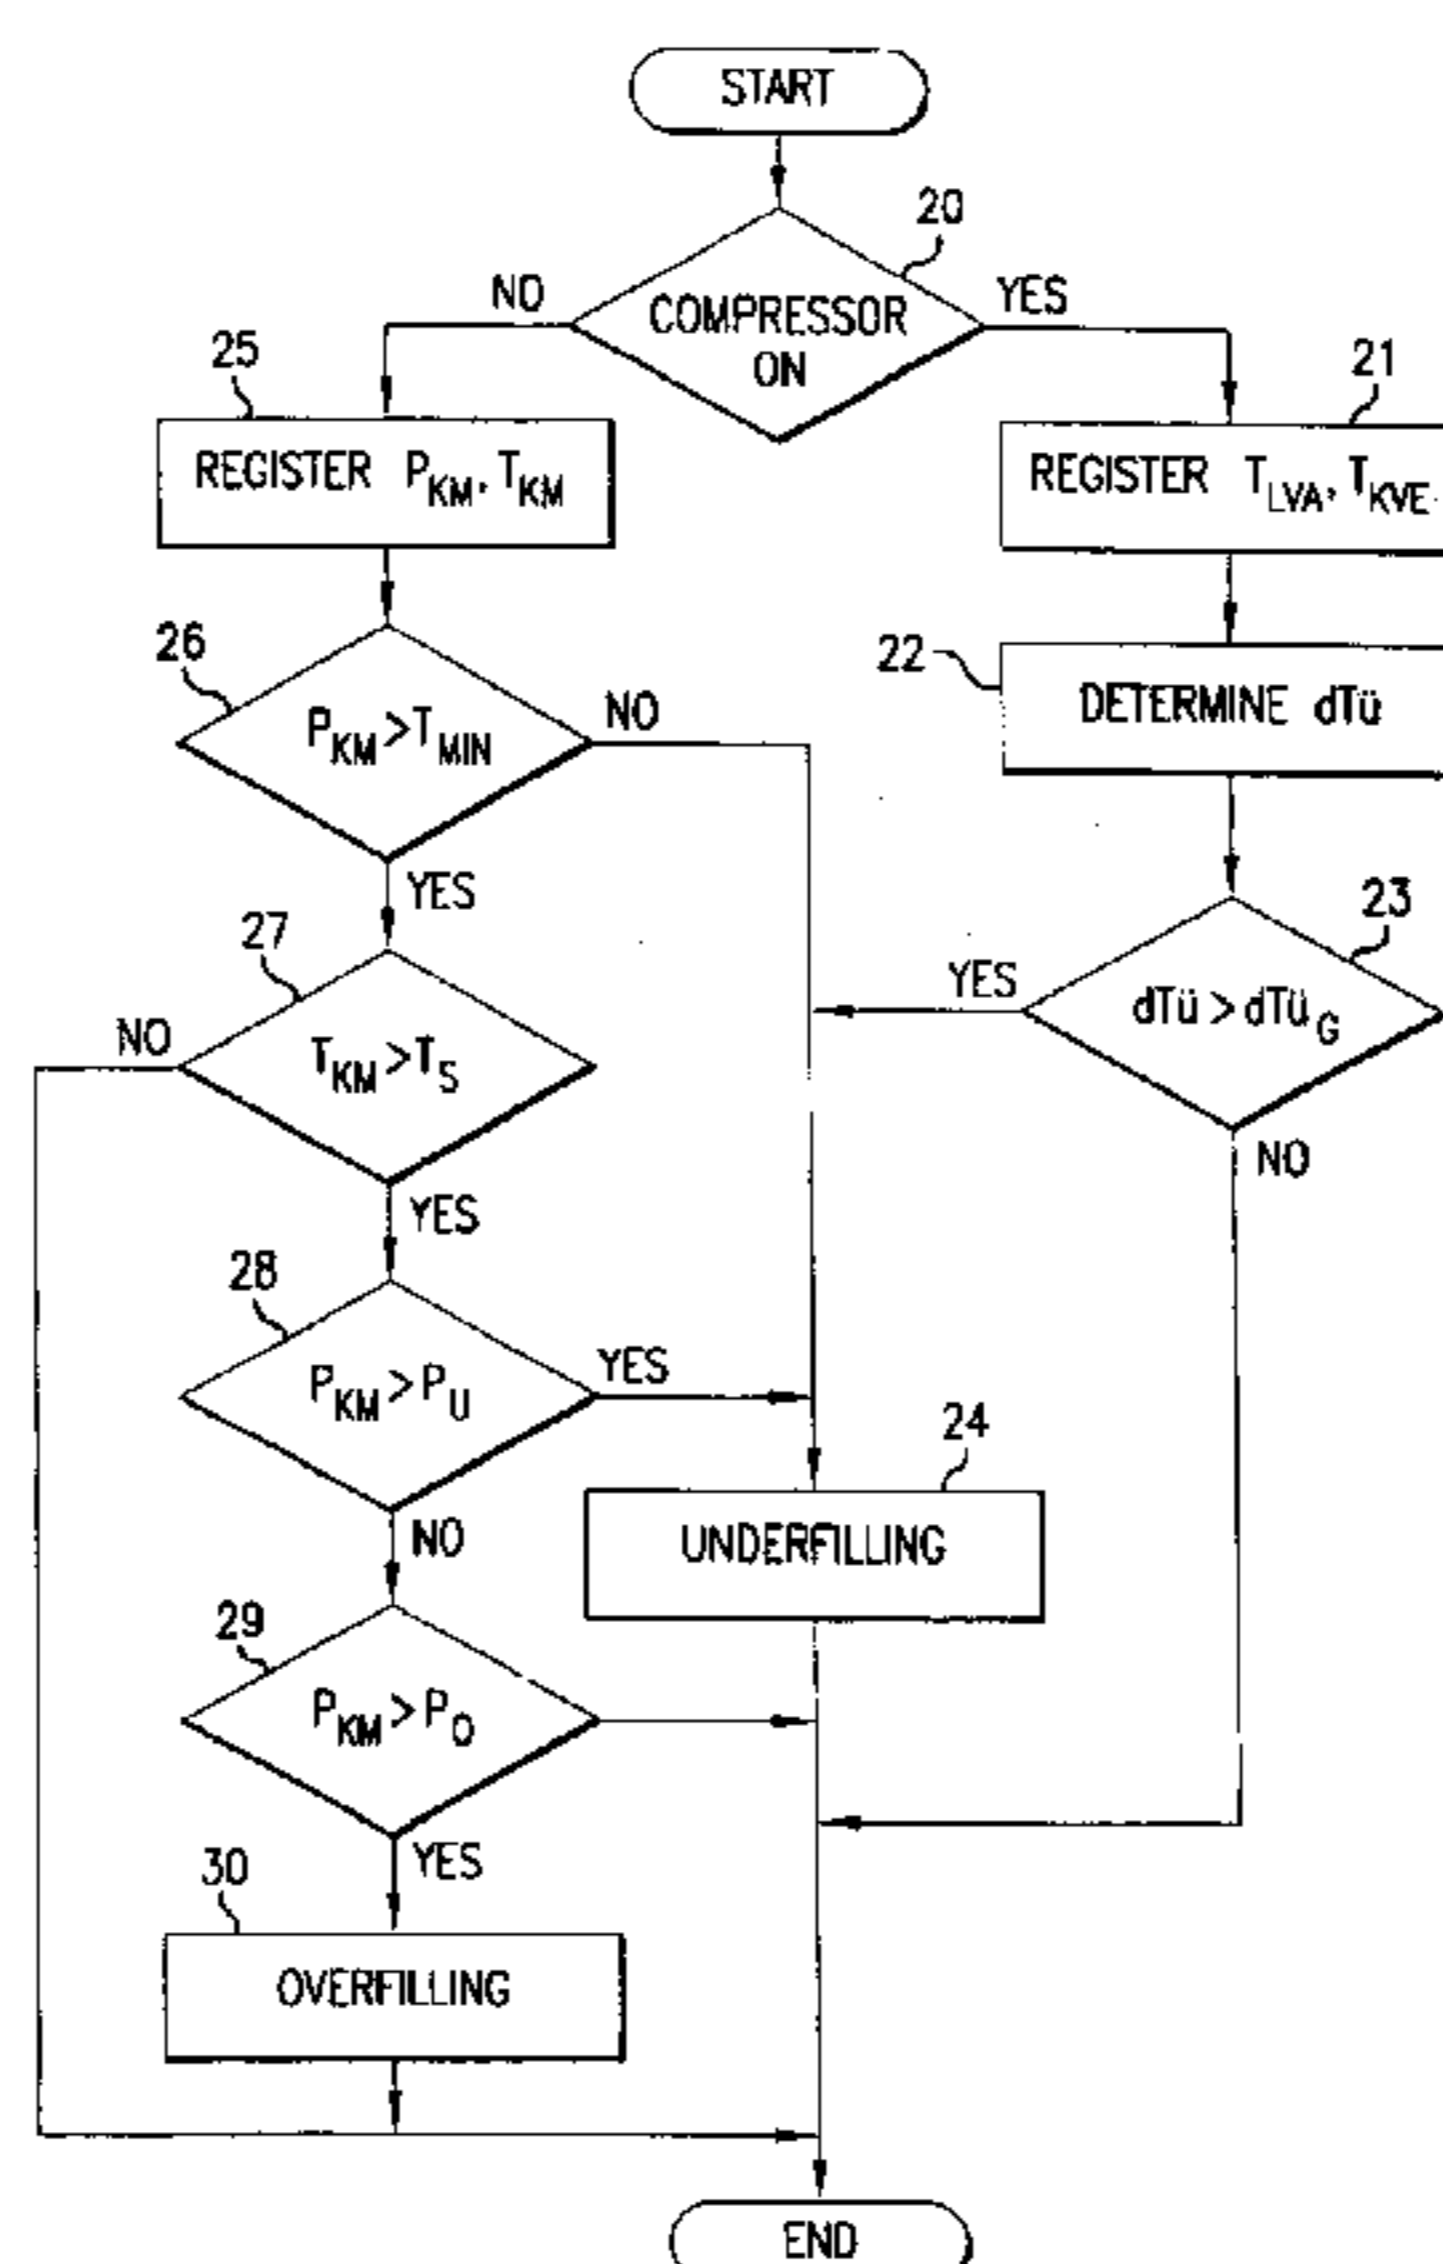 START
20
NO
COMPRESSOR
ON
YES
25
REGISTER P_KM, T_KM
21
REGISTER T_LVA, T_KVE
26
P_KM > T_MIN
NO
YES
22
DETERMINE dTü
27
NO
T_KM > T_S
YES
23
YES
dTü > dTü_G
NO
28
P_KM > P_U
YES
NO
24
UNDERFILLING
29
P_KM > P_O
YES
30
OVERFILLING
END